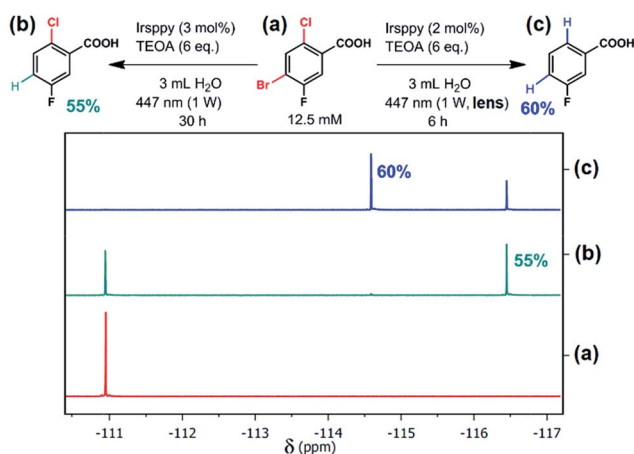 (b)
Cl
COOH
H
F
55%
Irsppy (3 mol%)
TEOA (6 eq.)
3 mL H₂O
447 nm (1 W)
30 h
(a)
Cl
COOH
Br
F
12.5 mM
Irsppy (2 mol%)
TEOA (6 eq.)
3 mL H₂O
447 nm (1 W, lens)
6 h
(c)
H
COOH
H
F
60%
60%
(c)
55%
(b)
(a)
-111 -112 -113 -114 -115 -116 -117
δ (ppm)